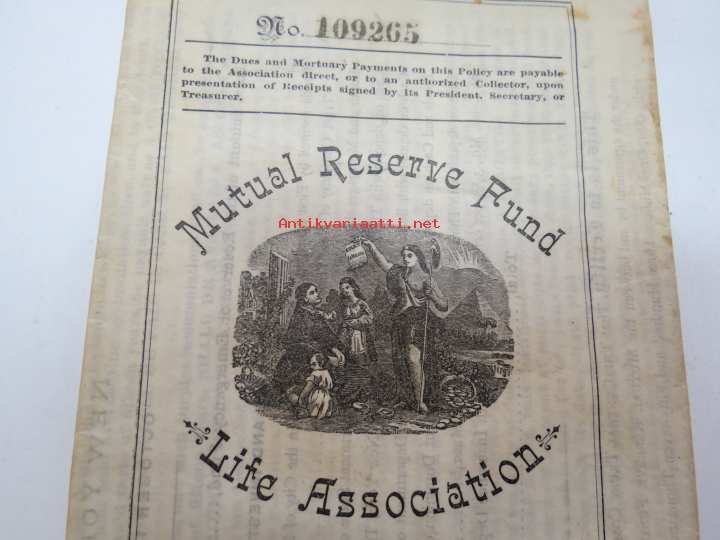 No. 109265
The Dues and Mortuary Payments on this Policy are payable
to the Association direct, or to an authorized Collector, upon
presentation of Receipts signed by its President, Secretary, or
Treasurer.
Mutual Reserve Fund
Antikvariaatti.net
Life Association